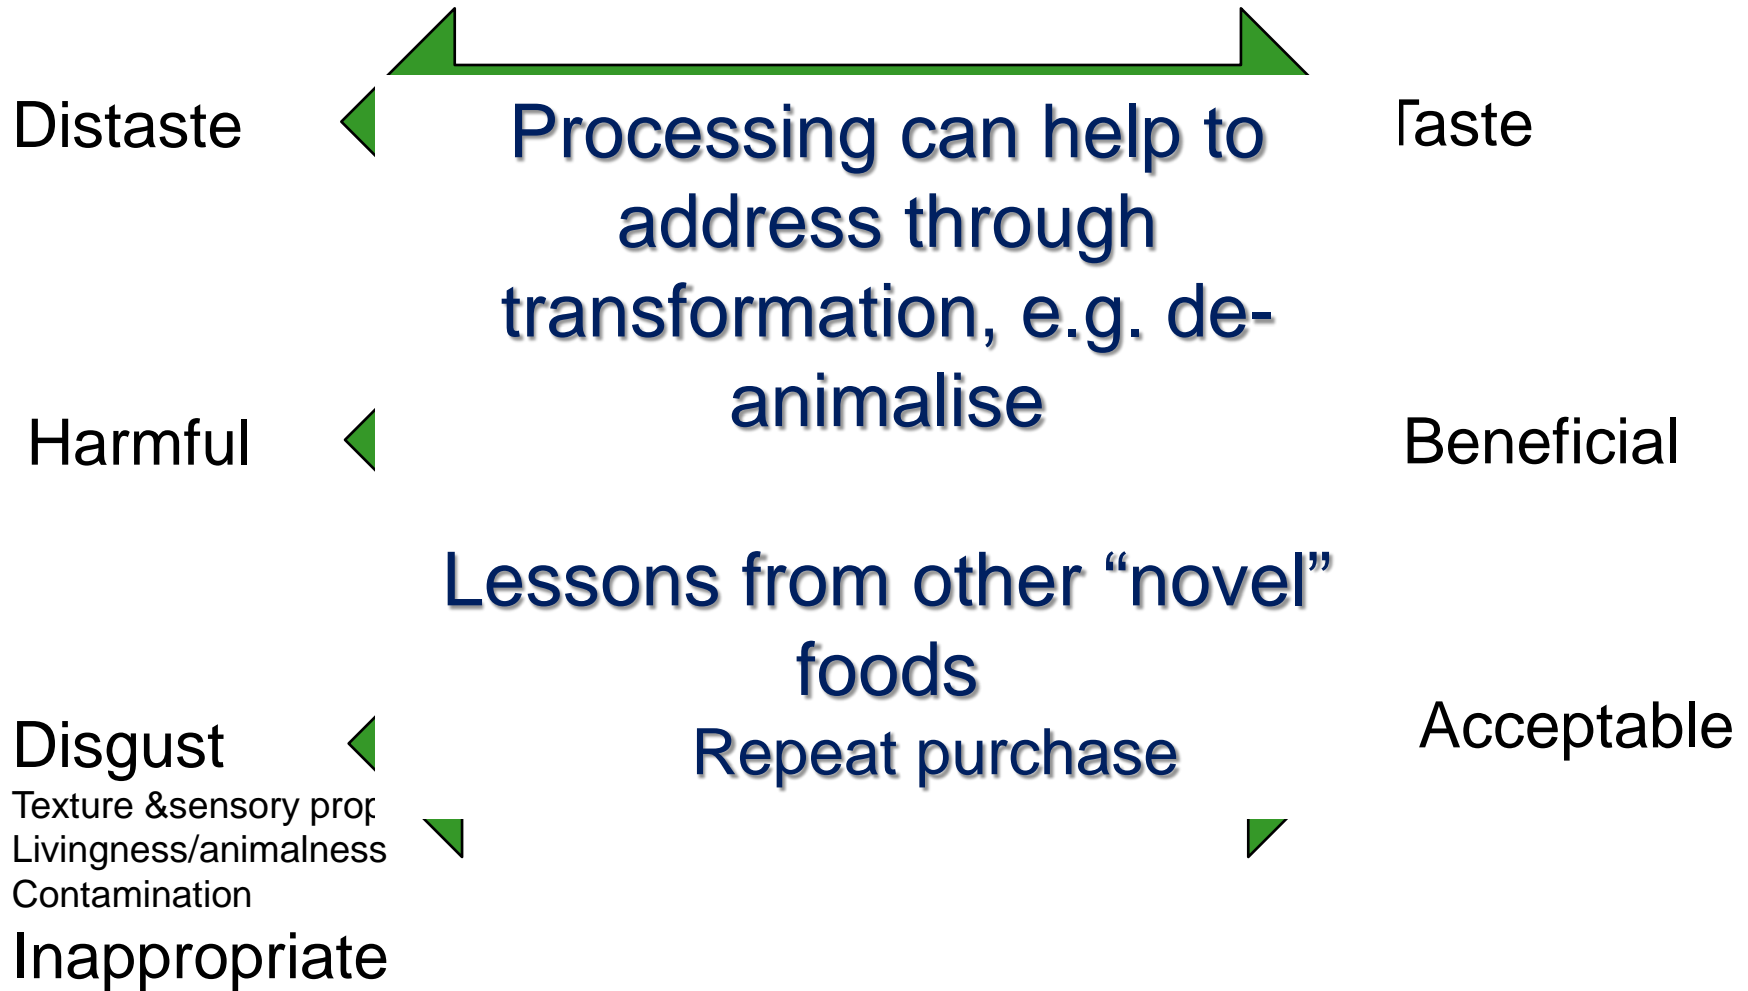 Distaste
Processing can help to
address through
transformation, e.g. de-
animalise
Taste
Harmful
Beneficial
Lessons from other “novel”
foods
Repeat purchase
Disgust
Acceptable
Texture &sensory prop
Livingness/animalness
Contamination
Inappropriate